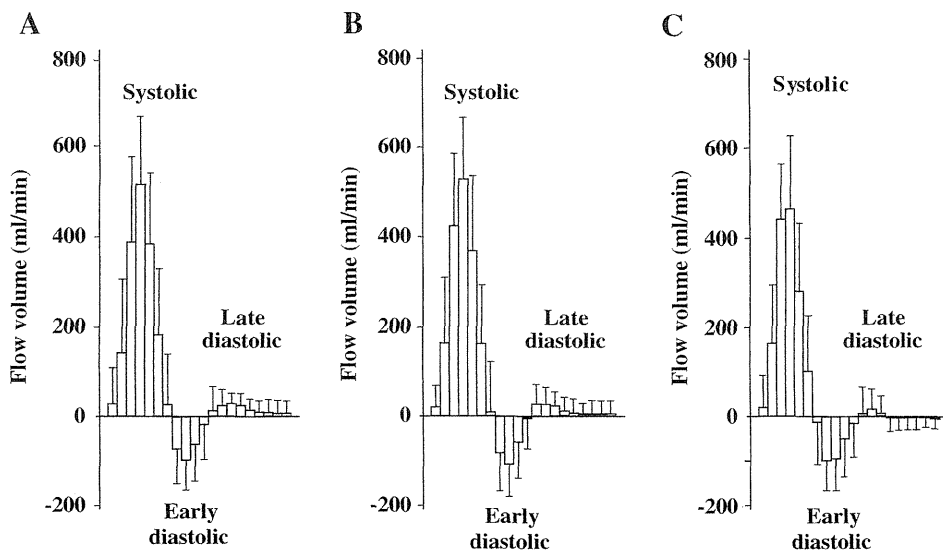 A
Flow volume (ml/min)
800
600
400
200
0
-200
Systolic
Late
diastolic
Early
diastolic
B
Flow volume (ml/min)
800
600
400
200
0
-200
Systolic
Late
diastolic
Early
diastolic
C
Flow volume (ml/min)
800
600
400
200
0
-200
Systolic
Late
diastolic
Early
diastolic